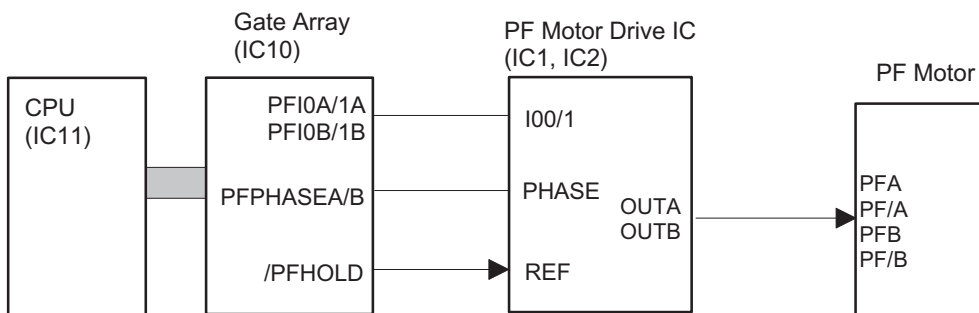 Gate Array
(IC10)
PF Motor Drive IC
(IC1, IC2)
PF Motor
CPU
(IC11)
PFI0A/1A
PFI0B/1B
PFPHASEA/B
/PFHOLD
I00/1
PHASE
REF
OUTA
OUTB
PFA
PF/A
PFB
PF/B